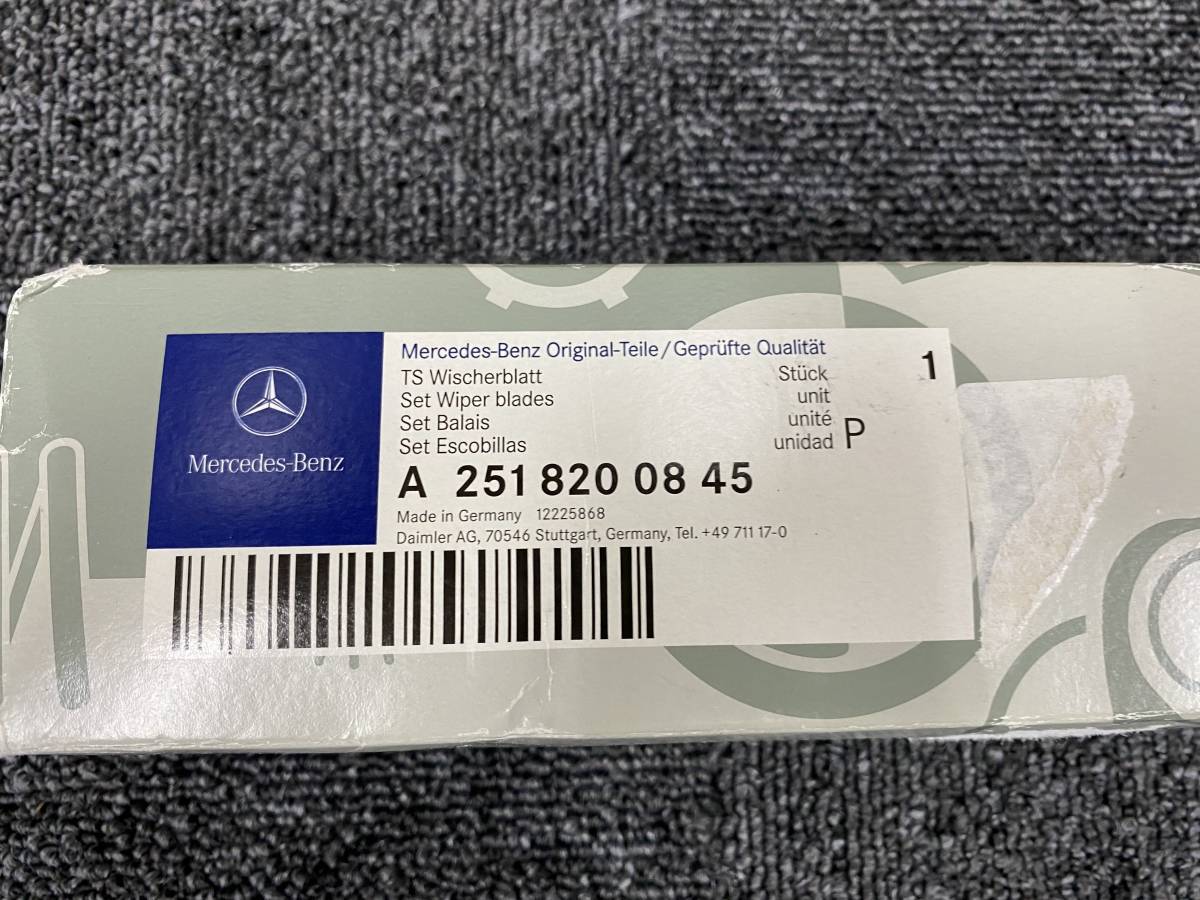 Mercedes-Benz
Mercedes-Benz Original-Teile/Geprüfte Qualität
TS Wischerblatt
Set Wiper blades
Set Balais
Set Escobillas
Stück
unit
unité
unidad P
1
A 251 820 08 45
Made in Germany 12225868
Daimler AG, 70546 Stuttgart, Germany, Tel. +49 711 17-0